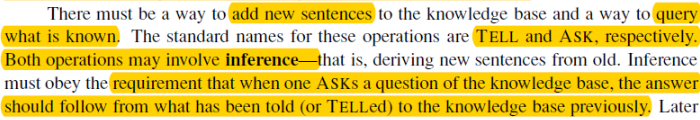 There must be a way to add new sentences to the knowledge base and a way to query
what is known. The standard names for these operations are TELL and ASK, respectively.
Both operations may involve inference—that is, deriving new sentences from old. Inference
must obey the requirement that when one ASKs a question of the knowledge base, the answer
should follow from what has been told (or TELLed) to the knowledge base previously. Later